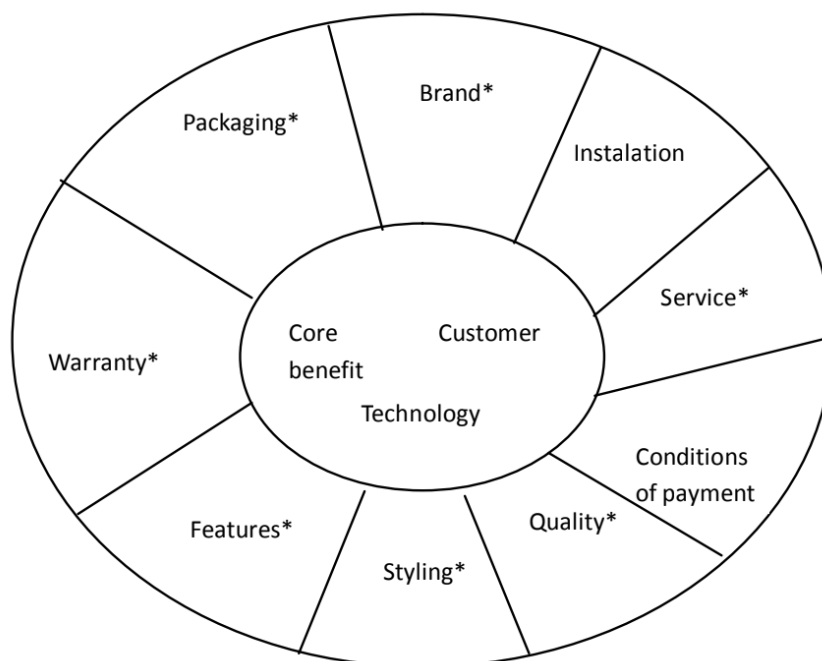 Brand*
Packaging*
Instalation
Service*
Core
benefit
Customer
Warranty*
Technology
Conditions
of payment
Quality*
Features*
Styling*